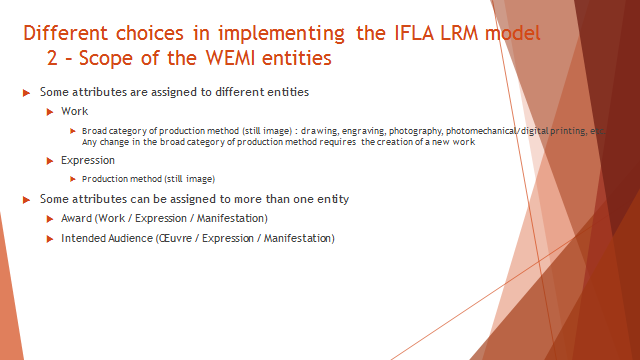 Different choices in implementing the IFLA LRM model
2 – Scope of the WEMI entities
Some attributes are assigned to different entities
Work
Broad category of production method (still image) : drawing, engraving, photography, photomechanical/digital printing, etc
Any change in the broad category of production method requires the creation of a new work
Expression
Production method (still image)
Some attributes can be assigned to more than one entity
Award (Work / Expression / Manifestation)
Intended Audience (Œuvre / Expression / Manifestation)